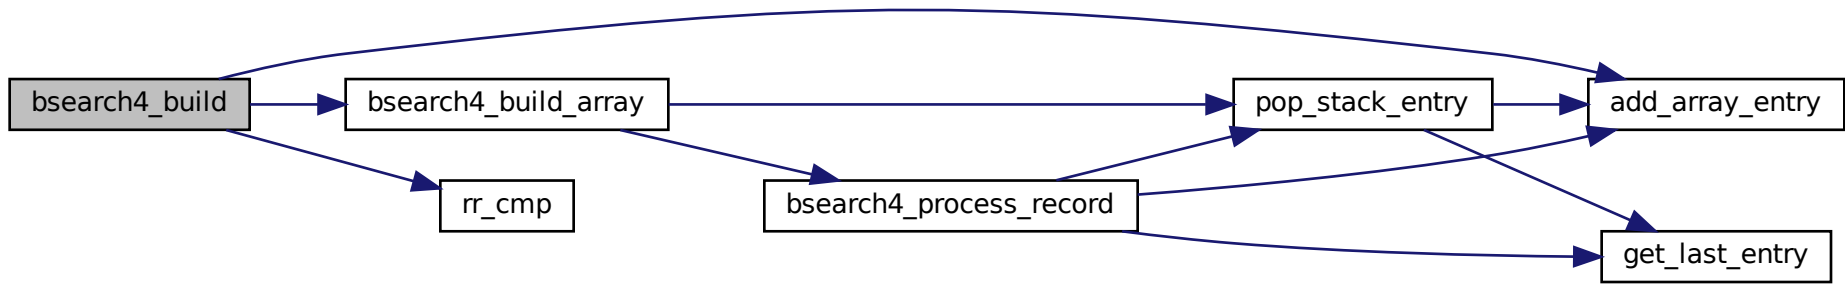 bsearch4_build
bsearch4_build_array
pop_stack_entry
add_array_entry
rr_cmp
bsearch4_process_record
get_last_entry